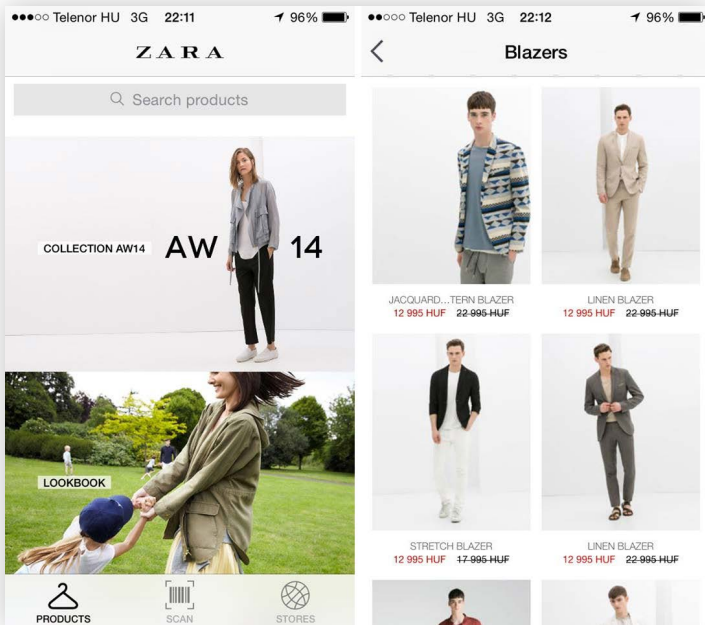 Telenor HU 3G 22:11 96%
ZARA
Search products
COLLECTION AW14 AW 14
LOOKBOOK
PRODUCTS SCAN STORES
Telenor HU 3G 22:12 96%
Blazers
JACQUARD...TERN BLAZER
12 995 HUF 22 995 HUF
LINEN BLAZER
12 995 HUF 22 995 HUF
STRETCH BLAZER
12 995 HUF 17 995 HUF
LINEN BLAZER
12 995 HUF 22 995 HUF